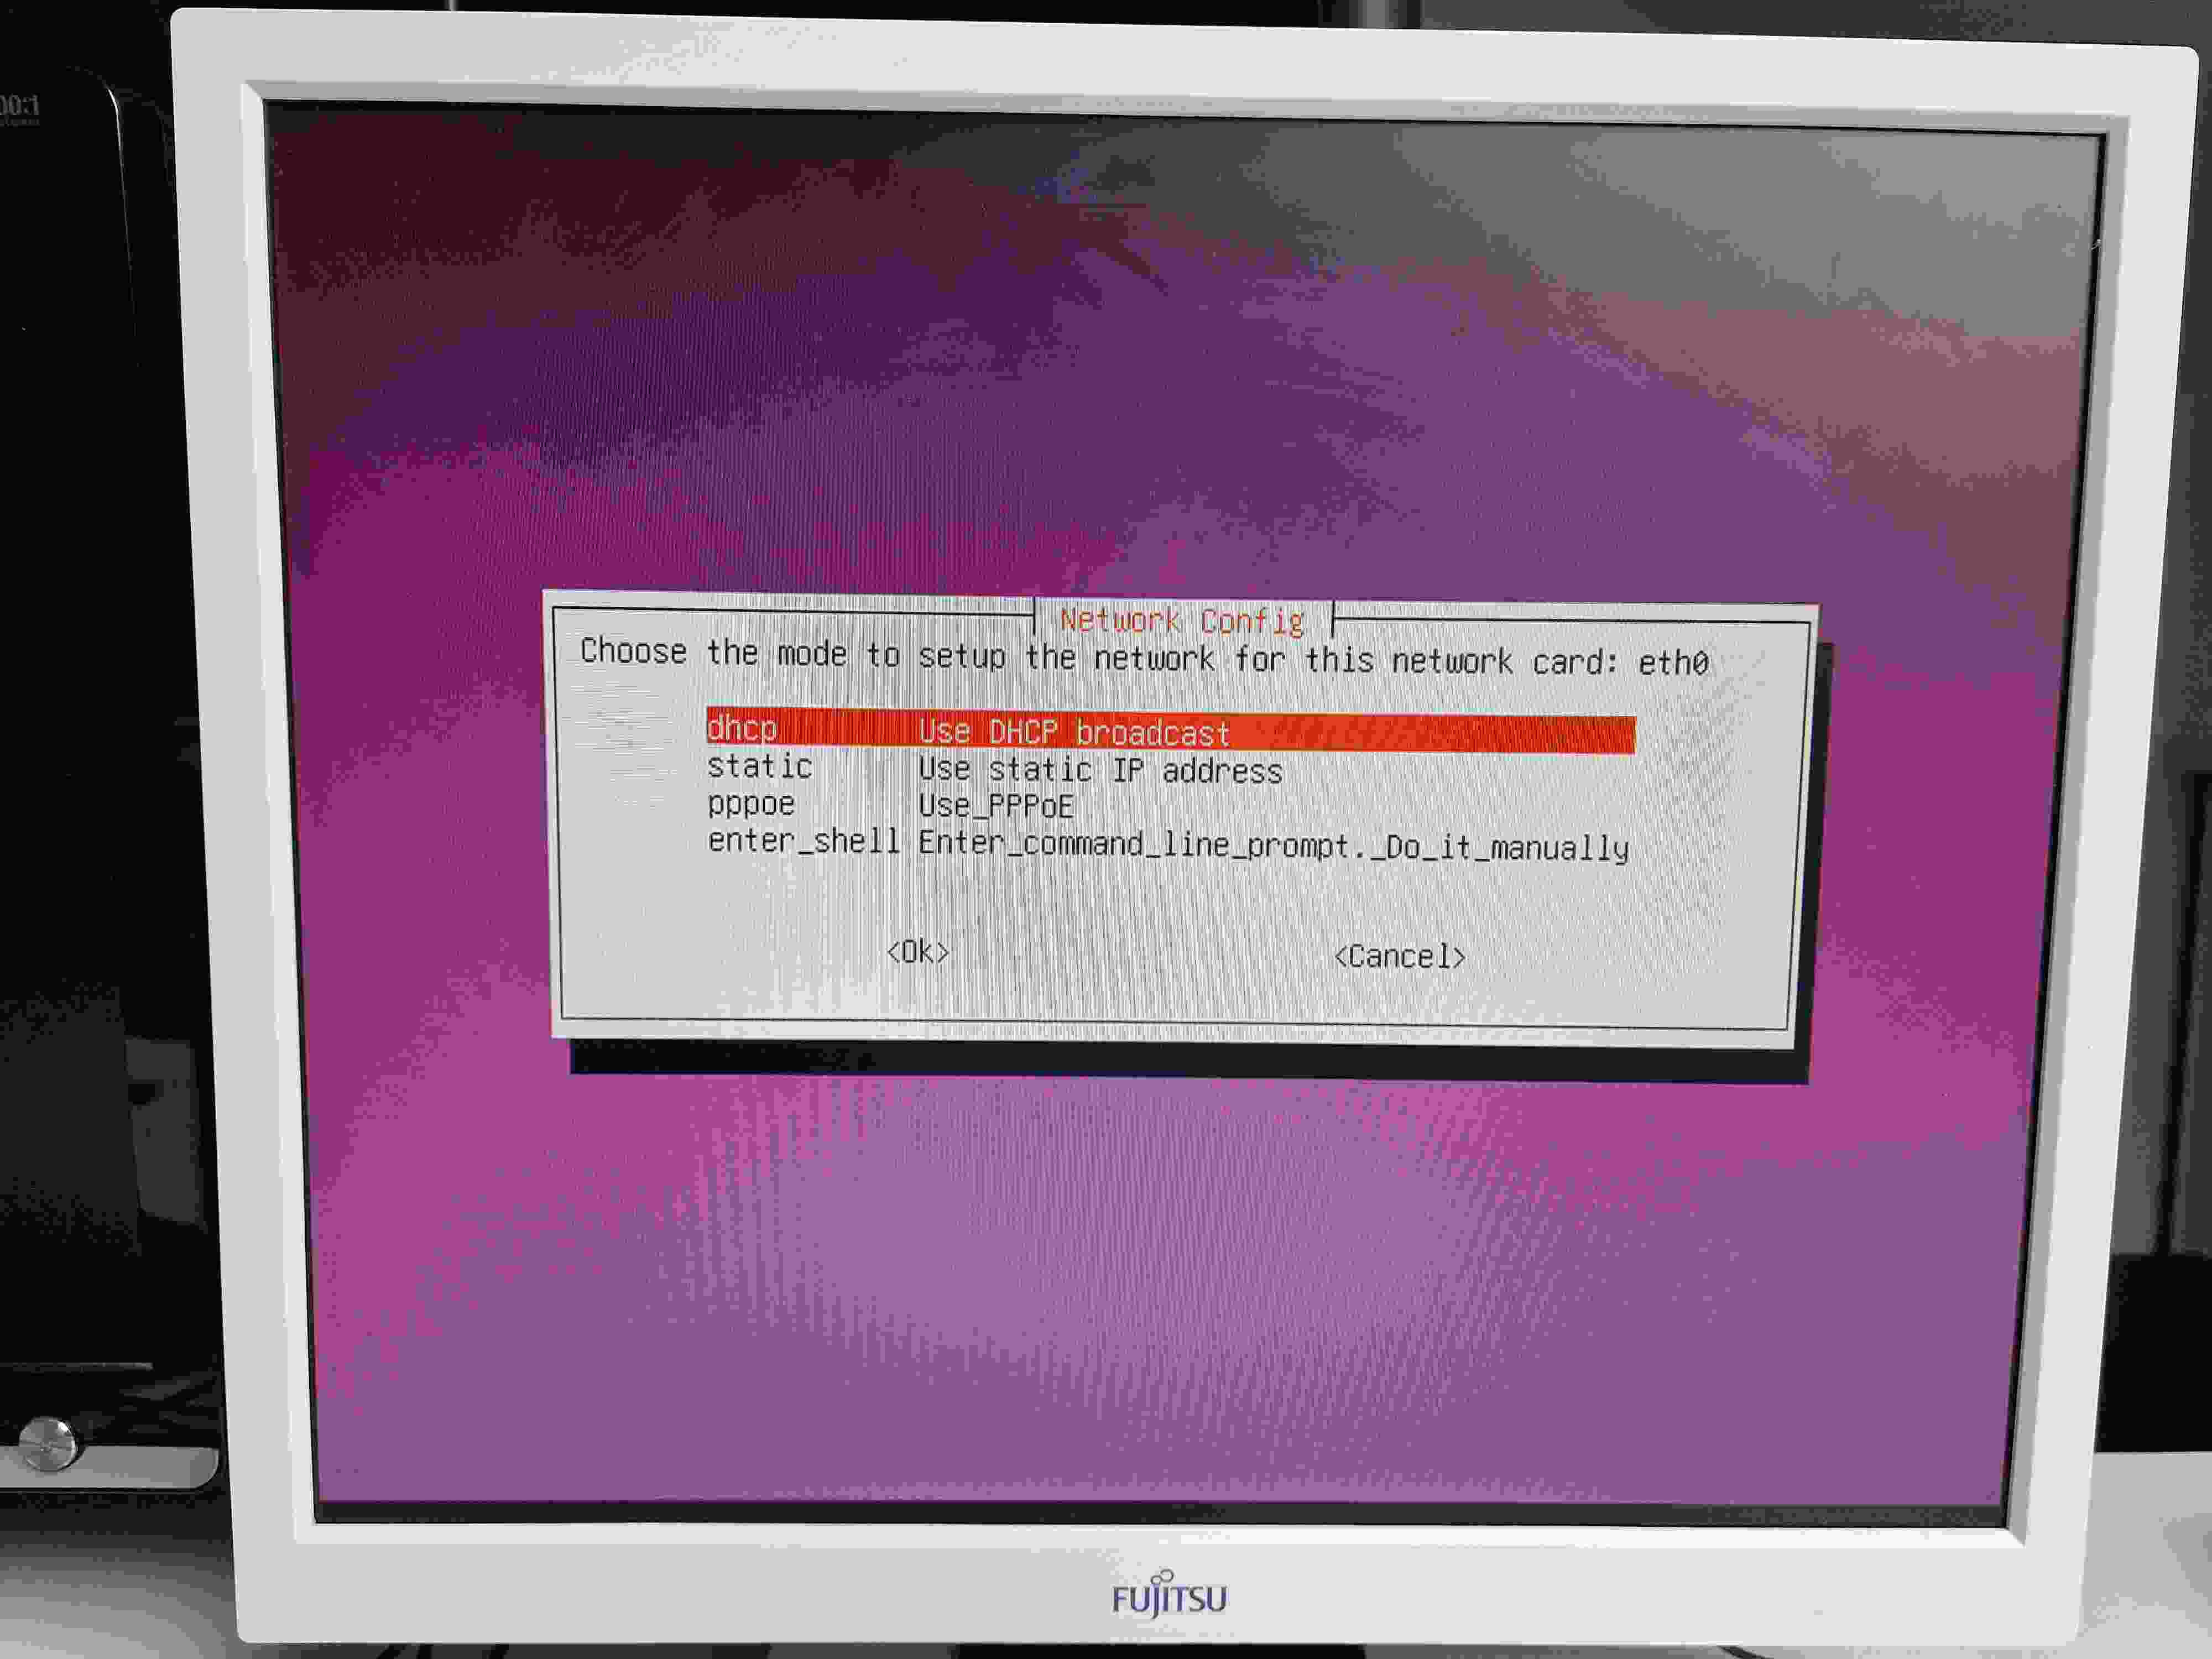 00:1
Network Config
Choose the mode to setup the network for this network card: eth0
dhcp Use DHCP broadcast
static Use static IP address
pppoe Use_PPPoE
enter_shell Enter_command_line_prompt._Do_it_manually
<Ok> <Cancel>
FUJITSU